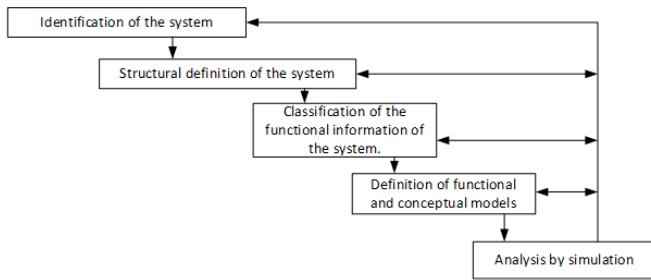 Identification of the system
Structural definition of the system
Classification of the
functional information of
the system.
Definition of functional
and conceptual models
Analysis by simulation